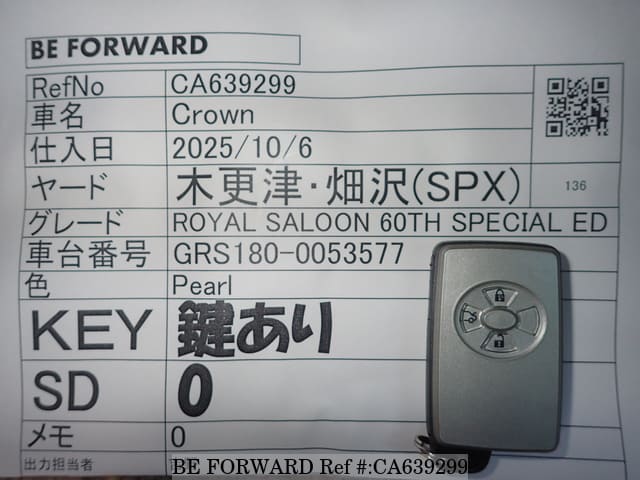 BE FORWARD
RefNo CA639299
車名 Crown
仕入日 2025/10/6
ヤード 木更津・畑沢(SPX) 136
グレード ROYAL SALOON 60TH SPECIAL ED
車台番号 GRS180-0053577
色 Pearl
KEY 鍵あり
SD 0
メモ 0
出力担当者
BE FORWARD Ref #:CA639299